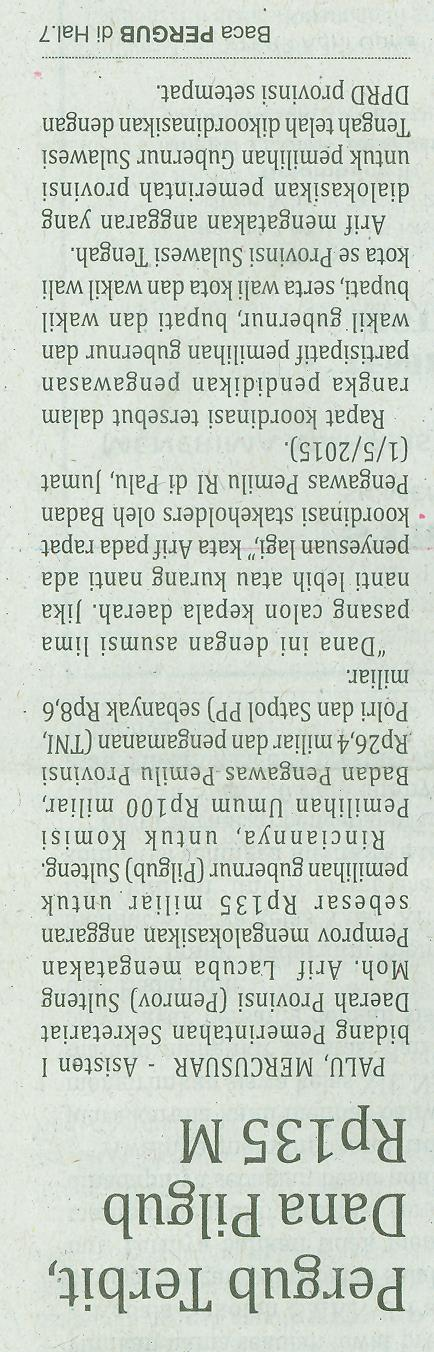 Pergub Terbit,
Dana Pilgub
Rp135 M
PALU, MERCUSUAR - Asisten I
bidang Pemerintahan Sekretariat
Daerah Provinsi (Pemrov) Sulteng
Moh. Arif Lacuba mengatakan
Pemprov mengalokasikan anggaran
sebesar Rp135 miliar untuk
pemilihan gubernur (Pilgub) Sulteng.
Rinciannya, untuk Komisi
Pemilihan Umum Rp100 miliar,
Badan Pengawas Pemilu Provinsi
Rp26,4 miliar dan pengamanan (TNI,
Polri dan Satpol PP) sebanyak Rp8,6
miliar.
"Dana ini dengan asumsi lima
pasang calon kepala daerah. Jika
nanti lebih atau kurang nanti ada
penyesuan lagi," kata Arif pada rapat
koordinasi stakeholders oleh Badan
Pengawas Pemilu RI di Palu, Jumat
(1/5/2015).
Rapat koordinasi tersebut dalam
rangka pendidikan pengawasan
partisipatif pemilihan gubernur dan
wakil gubernur, bupati dan wakil
bupati, serta wali kota dan wakil wali
kota se Provinsi Sulawesi Tengah.
Arif mengatakan anggaran yang
dialokasikan pemerintah provinsi
untuk pemilihan Gubernur Sulawesi
Tengah telah dikoordinasikan dengan
DPRD provinsi setempat.
Baca PERGUB di Hal.7